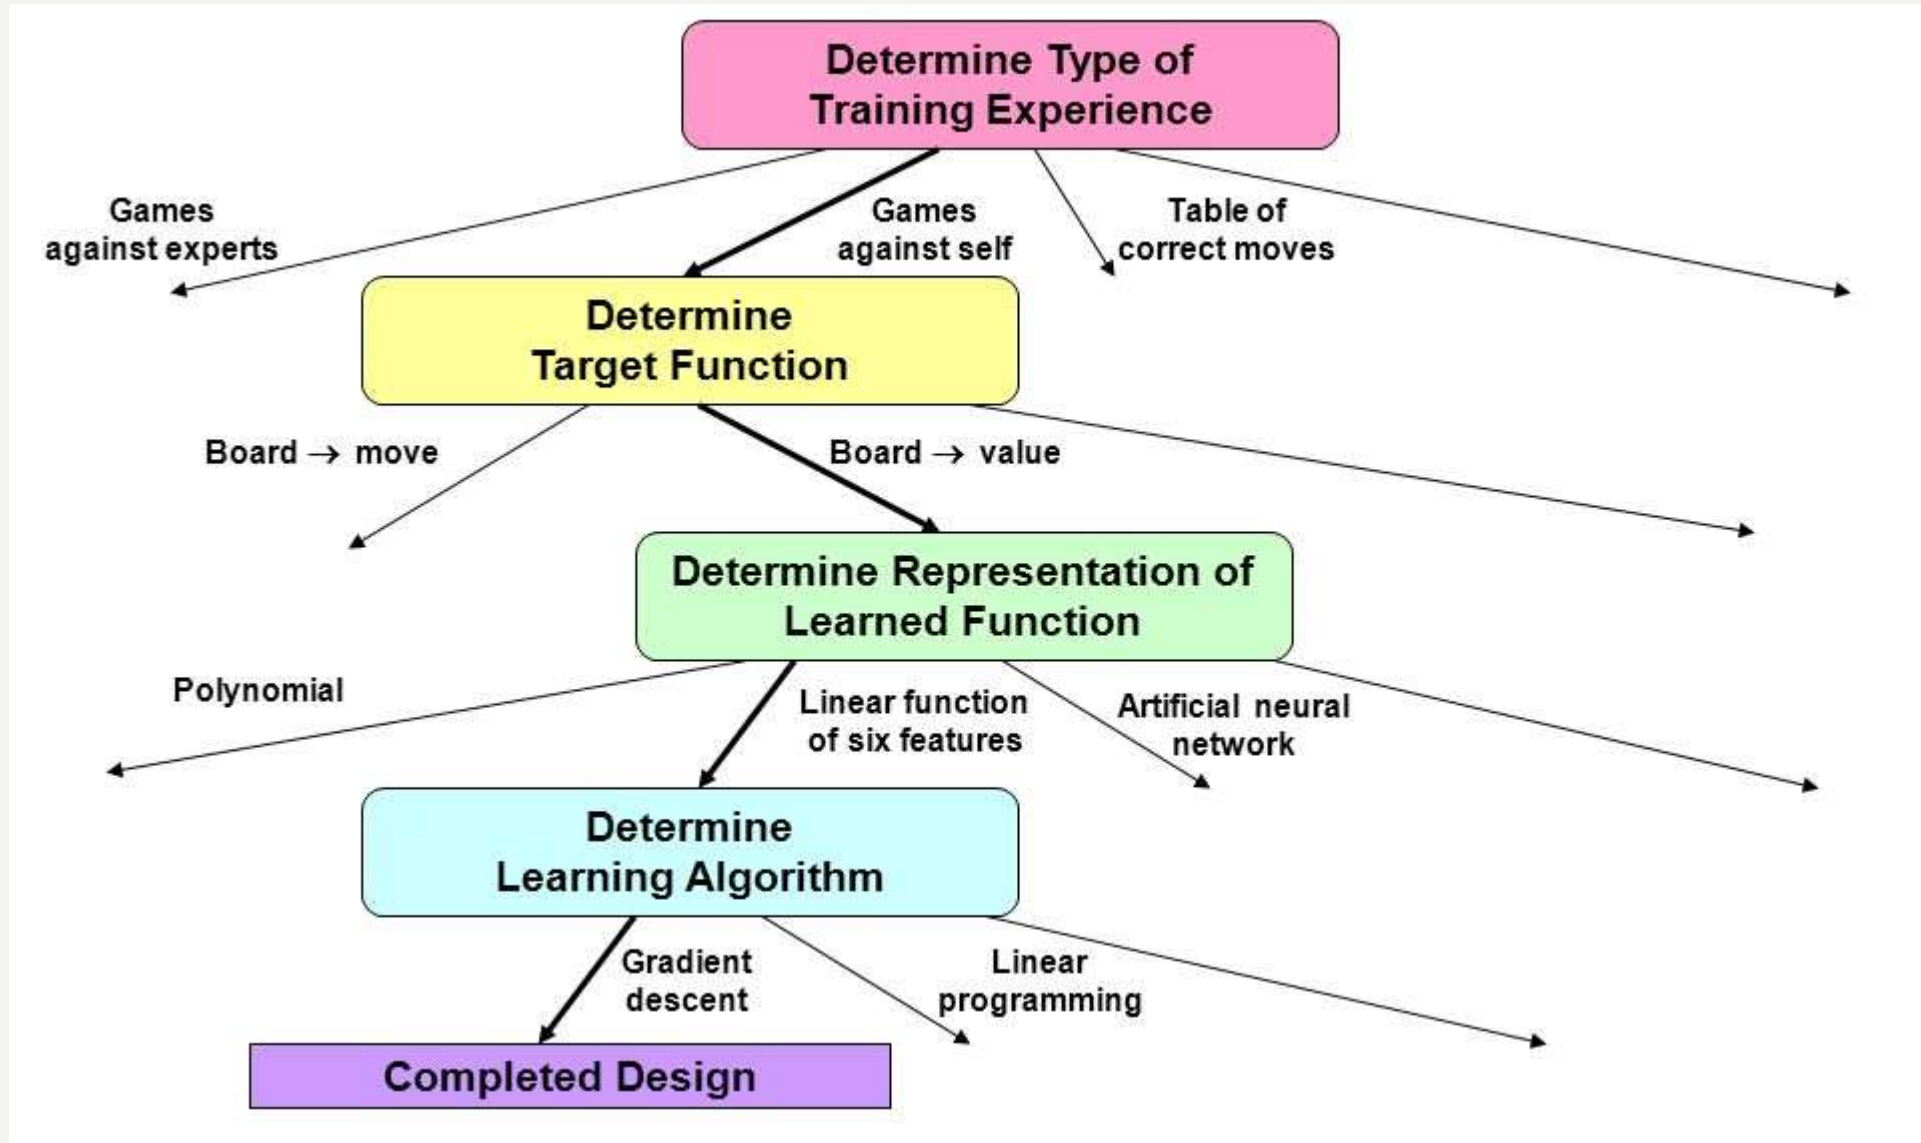 Determine Type of
Training Experience
Games
against experts
Games
against self
Table of
correct moves
Determine
Target Function
Board → move
Board → value
Determine Representation of
Learned Function
Polynomial
Linear function
of six features
Artificial neural
network
Determine
Learning Algorithm
Gradient
descent
Linear
programming
Completed Design